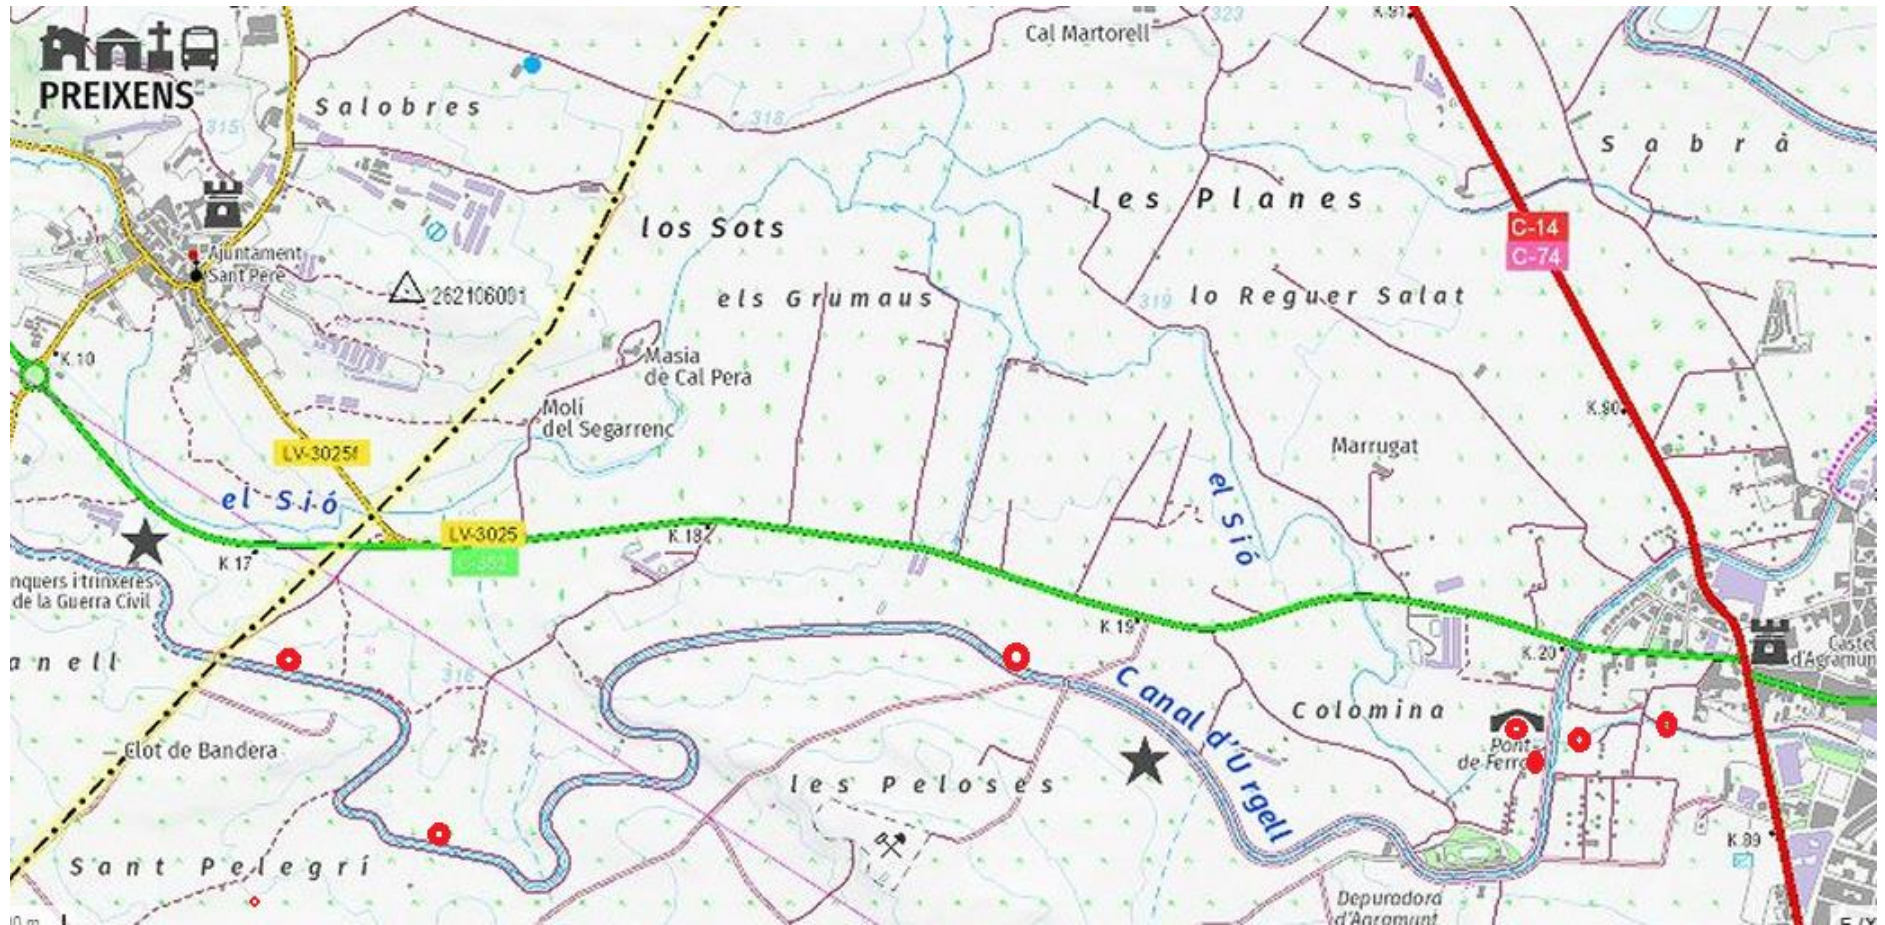 PREIXENS
Salobres
315
318
Cal Martorell
323
K.91
Sabrà
les Planes
los Sots
C-14
C-74
Ajuntament
Sant Pere
262106001
els Grumaus
319
lo Reguer Salat
K.10
Masia
de Cal Pera
Molí
del Segarrenc
K.90
Marrugat
LV-3025f
el Sió
el Sió
LV-3025
K.18
K 17
nquers i trinxeres
de la Guerra Civil
K 19
K.20
Castel
d'Agramun
anell
316
Canal d'Urgell
Colomina
Pont
de Ferro
Clot de Bandera
les Peloses
K 89
Sant Pelegrí
Depuradora
d'Agramunt